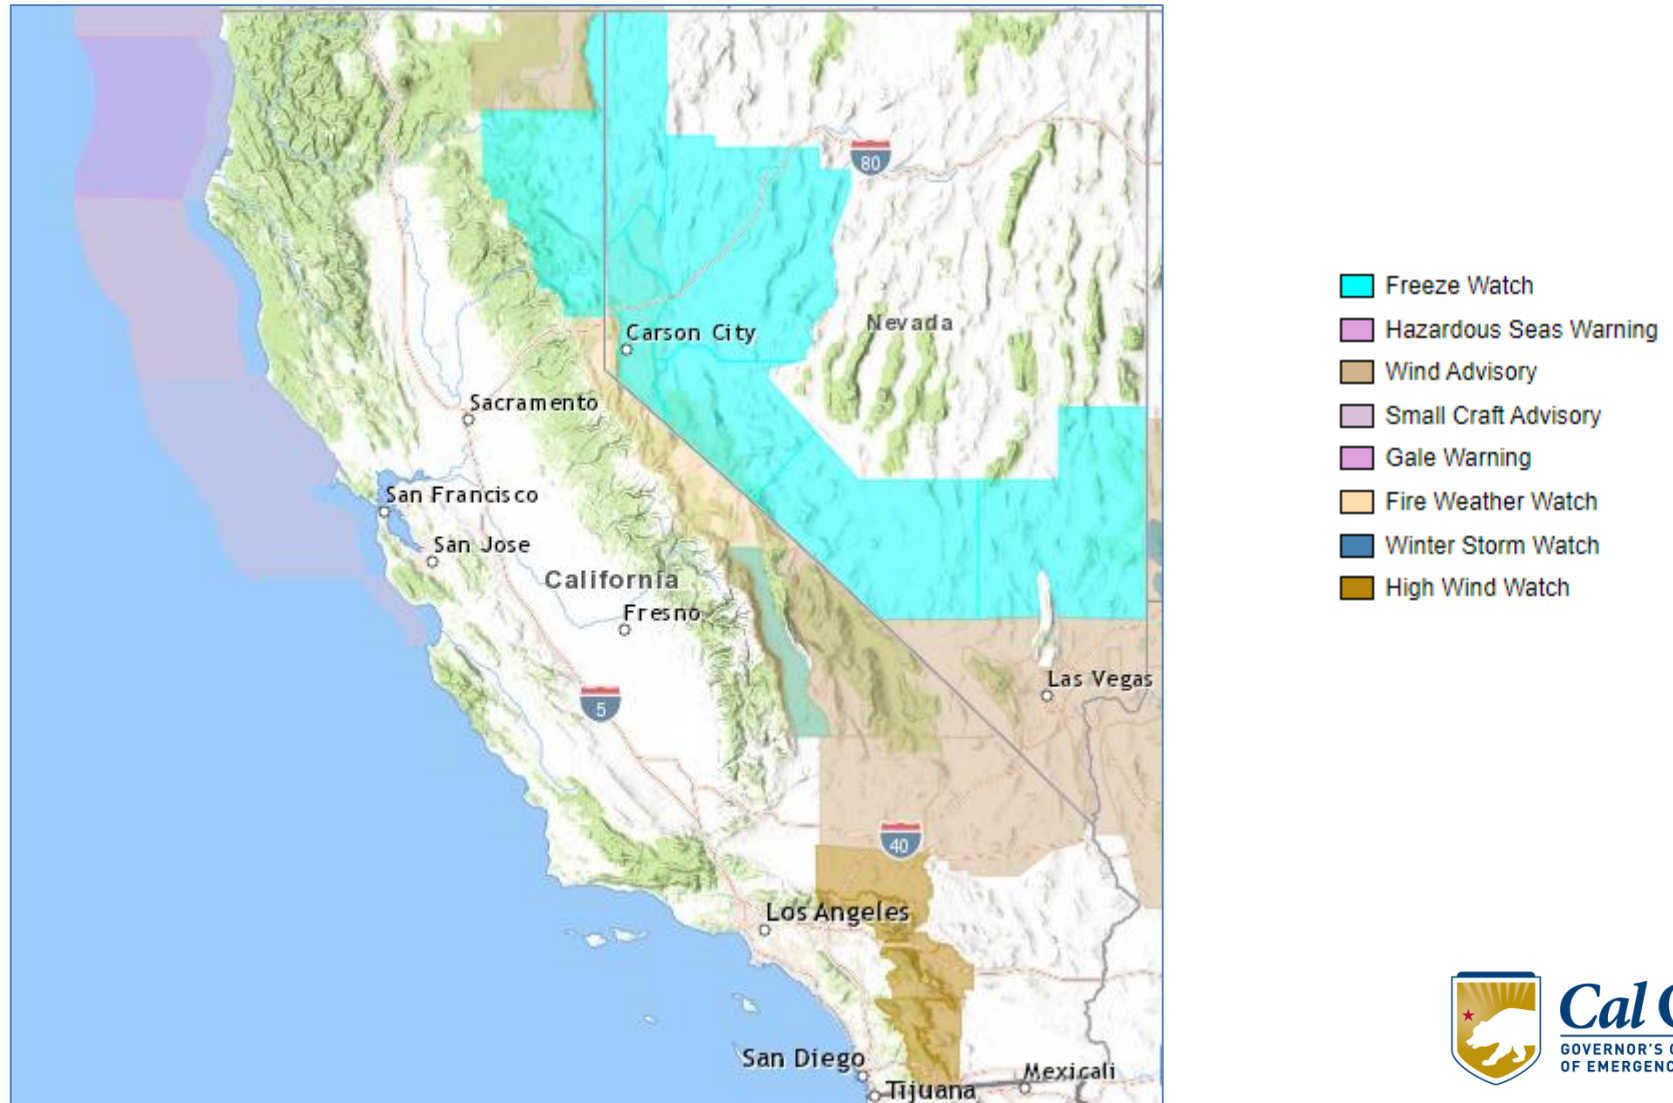 80
Nevada
Carson City
Sacramento
San Francisco
San Jose
California
Fresno
5
Las Vegas
40
Los Angeles
San Diego
Tijuana
Mexicali
Freeze Watch
Hazardous Seas Warning
Wind Advisory
Small Craft Advisory
Gale Warning
Fire Weather Watch
Winter Storm Watch
High Wind Watch
Cal
GOVERNOR'S
OF